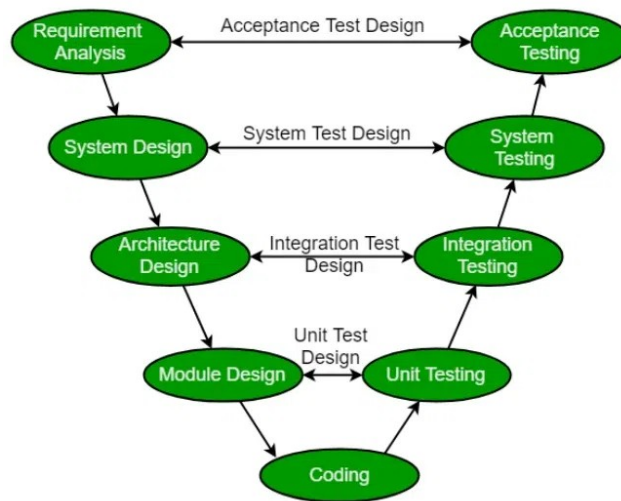 Requirement
Analysis
Acceptance Test Design
Acceptance
Testing
System Design
System Test Design
System
Testing
Architecture
Design
Integration Test
Design
Integration
Testing
Module Design
Unit Test
Design
Unit Testing
Coding